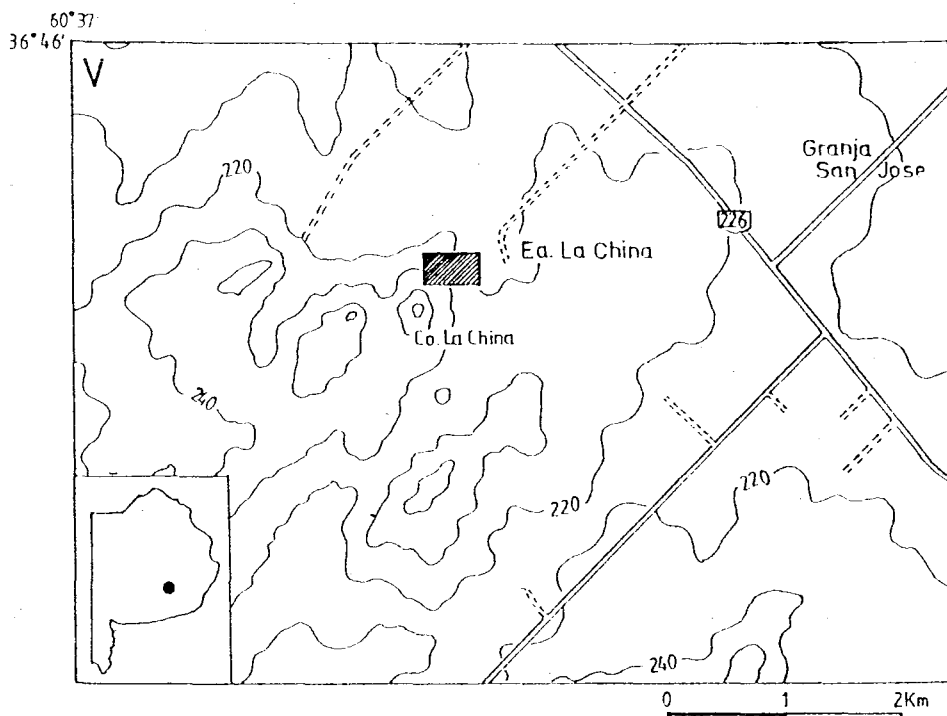 60°37'
36°46'
V
220
Granja
San Jose
226
Ea. La China
Co. La China
240
220
220
240
0 1 2Km